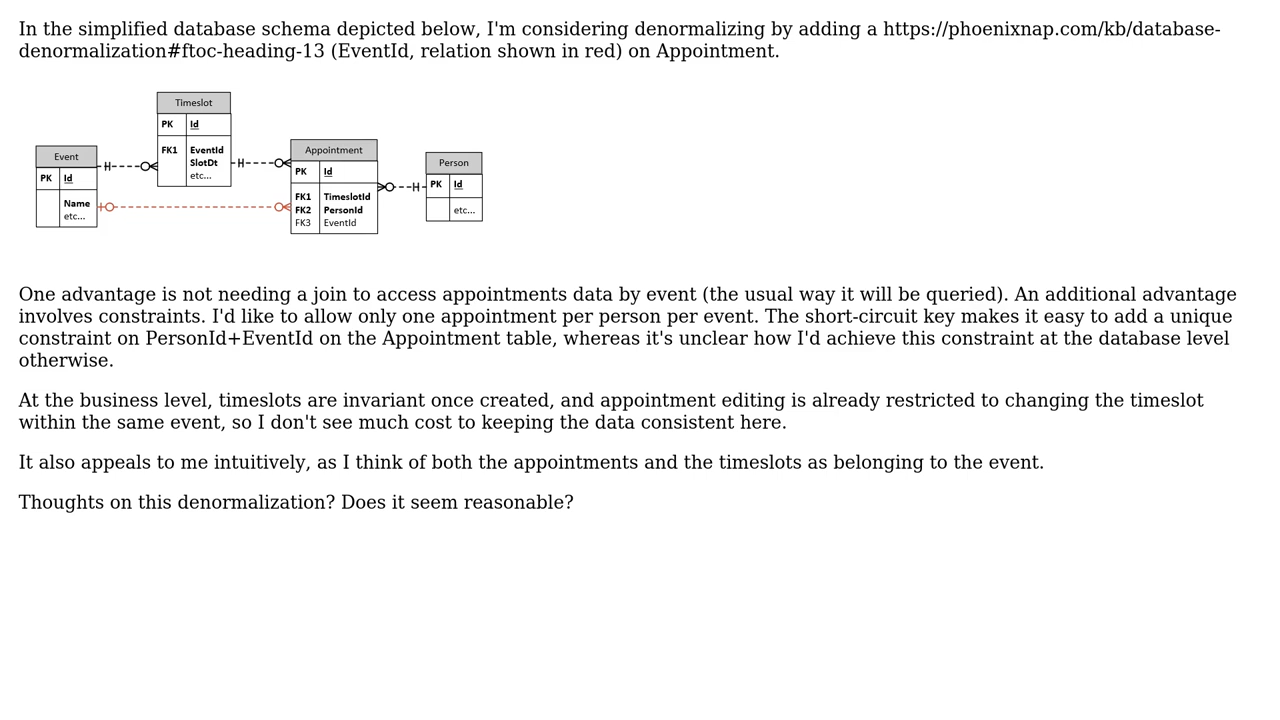 In the simplified database schema depicted below, I'm considering denormalizing by adding a https://phoenixnap.com/kb/database-
denormalization#ftoc-heading-13 (EventId, relation shown in red) on Appointment.
Timeslot
PK Id
FK1 EventId
SlotDt
etc...
Event
PK Id
Name
etc...
Appointment
PK Id
FK1 TimeslotId
FK2 PersonId
FK3 EventId
Person
PK Id
etc...
One advantage is not needing a join to access appointments data by event (the usual way it will be queried). An additional advantage
involves constraints. I'd like to allow only one appointment per person per event. The short-circuit key makes it easy to add a unique
constraint on PersonId+EventId on the Appointment table, whereas it's unclear how I'd achieve this constraint at the database level
otherwise.
At the business level, timeslots are invariant once created, and appointment editing is already restricted to changing the timeslot
within the same event, so I don't see much cost to keeping the data consistent here.
It also appeals to me intuitively, as I think of both the appointments and the timeslots as belonging to the event.
Thoughts on this denormalization? Does it seem reasonable?